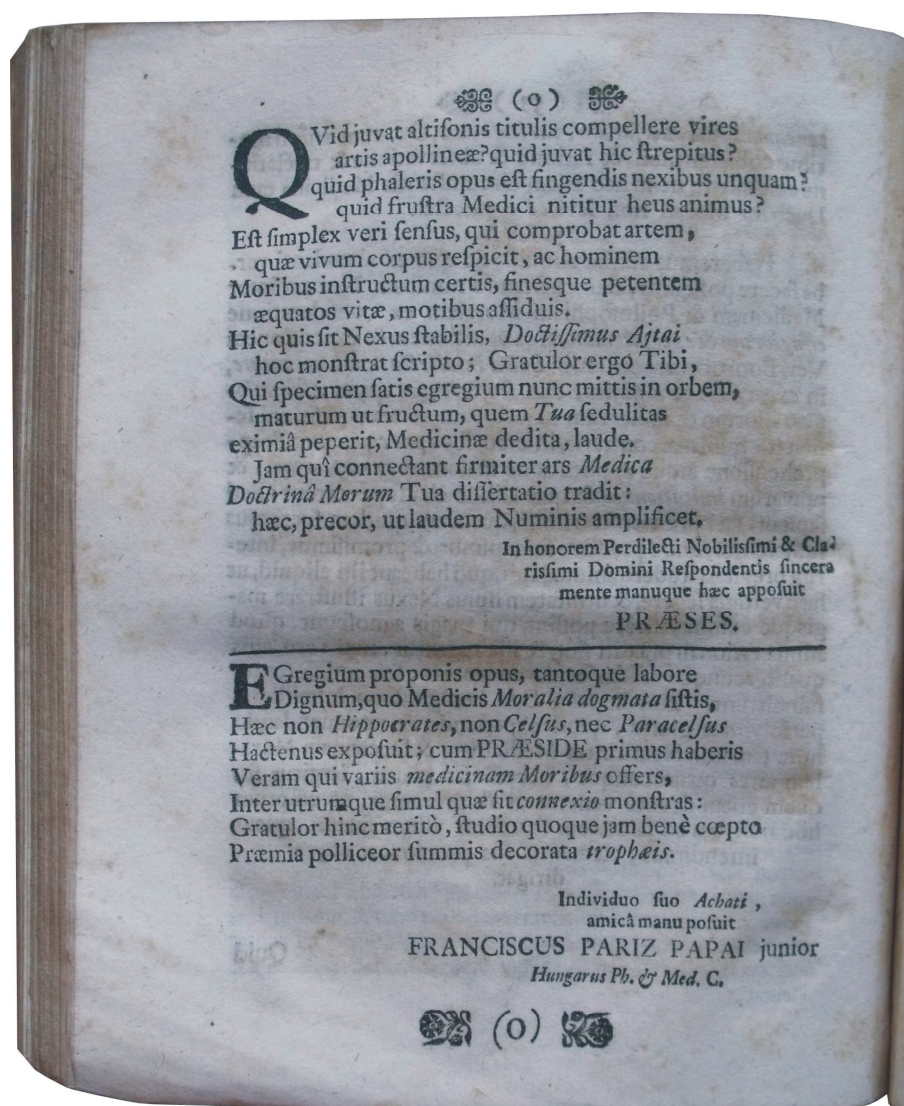 (o)
QVid juvat altiſonis titulis compellere vires
artis apollineæ? quid juvat hic ſtrepitus?
quid phaleris opus eſt fingendis nexibus unquam?
quid fruſtra Medici nititur heus animus?
Eſt ſimplex veri ſenſus, qui comprobat artem,
quæ vivum corpus reſpicit, ac hominem
Moribus inſtructum certis, fineſque petentem
æquatos vitæ, motibus aſſiduis.
Hic quis ſit Nexus ſtabilis, Doctiſſimus Ajtai
hoc monſtrat ſcripto; Gratulor ergo Tibi,
Qui ſpecimen ſatis egregium nunc mittis in orbem,
maturum ut fructum, quem Tua ſedulitas
eximiâ peperit, Medicinæ dedita, laude.
Jam quî connectant firmiter ars Medica
Doctrinâ Morum Tua diſſertatio tradit:
hæc, precor, ut laudem Numinis amplificet.
In honorem Perdilecti Nobiliſſimi & Cla-
riſſimi Domini Reſpondentis ſincera
mente manuque hæc appoſuit
PRÆSES.
EGregium proponis opus, tantoque labore
Dignum, quo Medicis Moralia dogmata ſiſtis,
Hæc non Hippocrates, non Celſus, nec Paracelſus
Hactenus expoſuit; cum PRÆSIDE primus haberis
Veram qui variis medicinam Moribus offers,
Inter utrumque ſimul quæ ſit connexio monſtras:
Gratulor hinc meritò, ſtudio quoque jam benè cœpto
Præmia polliceor ſummis decorata trophæis.
Individuo ſuo Achati,
amicâ manu poſuit
FRANCISCUS PARIZ PAPAI junior
Hungarus Ph. & Med. C.
(O)